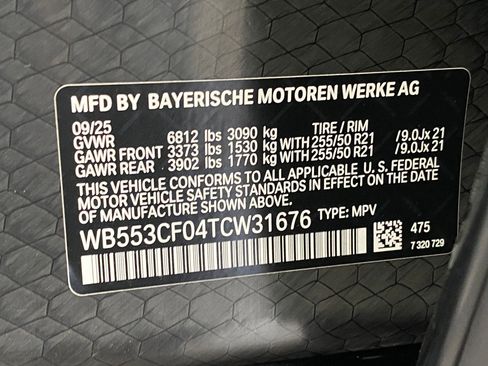 MFD BY BAYERISCHE MOTOREN WERKE AG
09/25 TIRE / RIM
GVWR 6812 lbs 3090 kg
GAWR FRONT 3373 lbs 1530 kg WITH 255/50 R21 /9.0Jx 21
GAWR REAR 3902 lbs 1770 kg WITH 255/50 R21 /9.0Jx 21
THIS VEHICLE CONFORMS TO ALL APPLICABLE U. S. FEDERAL
MOTOR VEHICLE SAFETY STANDARDS IN EFFECT ON THE DATE
OF MANUFACTURE SHOWN ABOVE.
WB553CF04TCW31676 TYPE: MPV
475
7 320 729